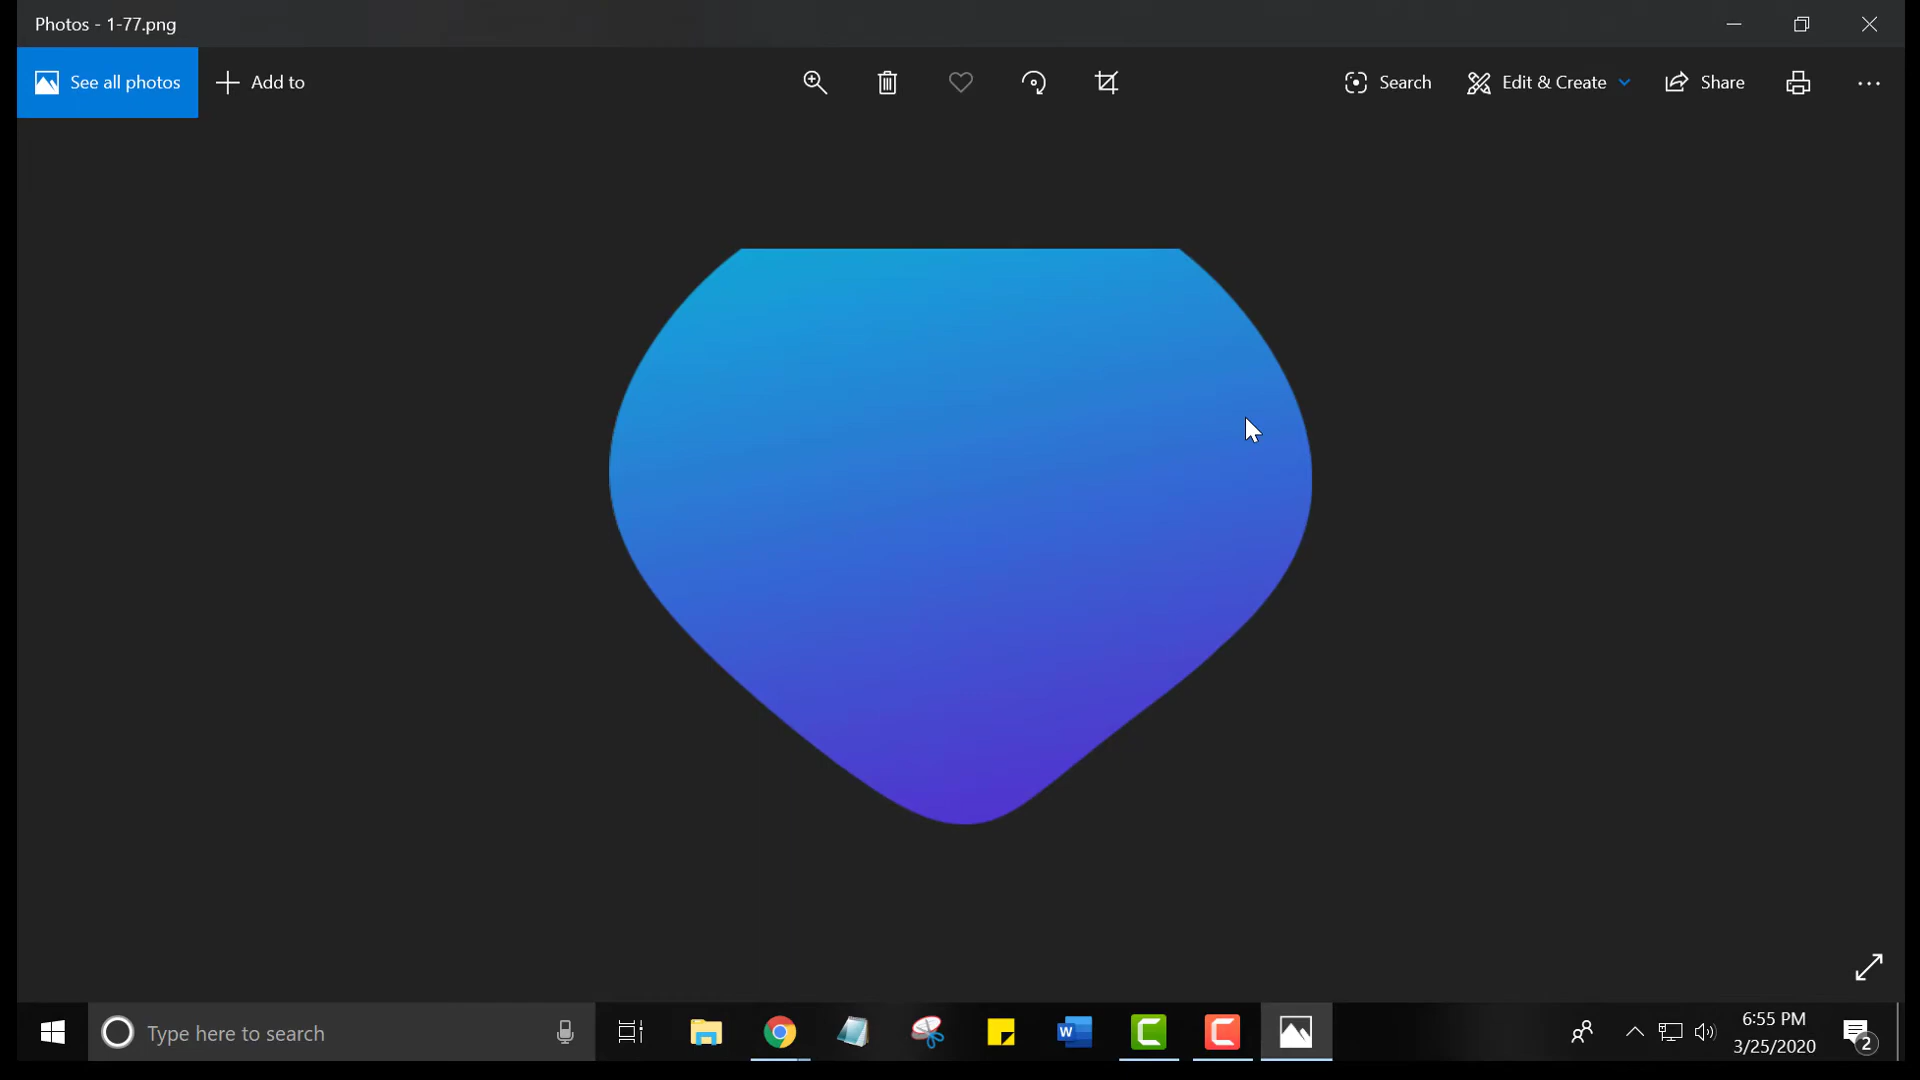 Photos - 1-77.png
See all photos
Add to
Search
Edit & Create
Share
Type here to search
W
6:55 PM
3/25/2020
2